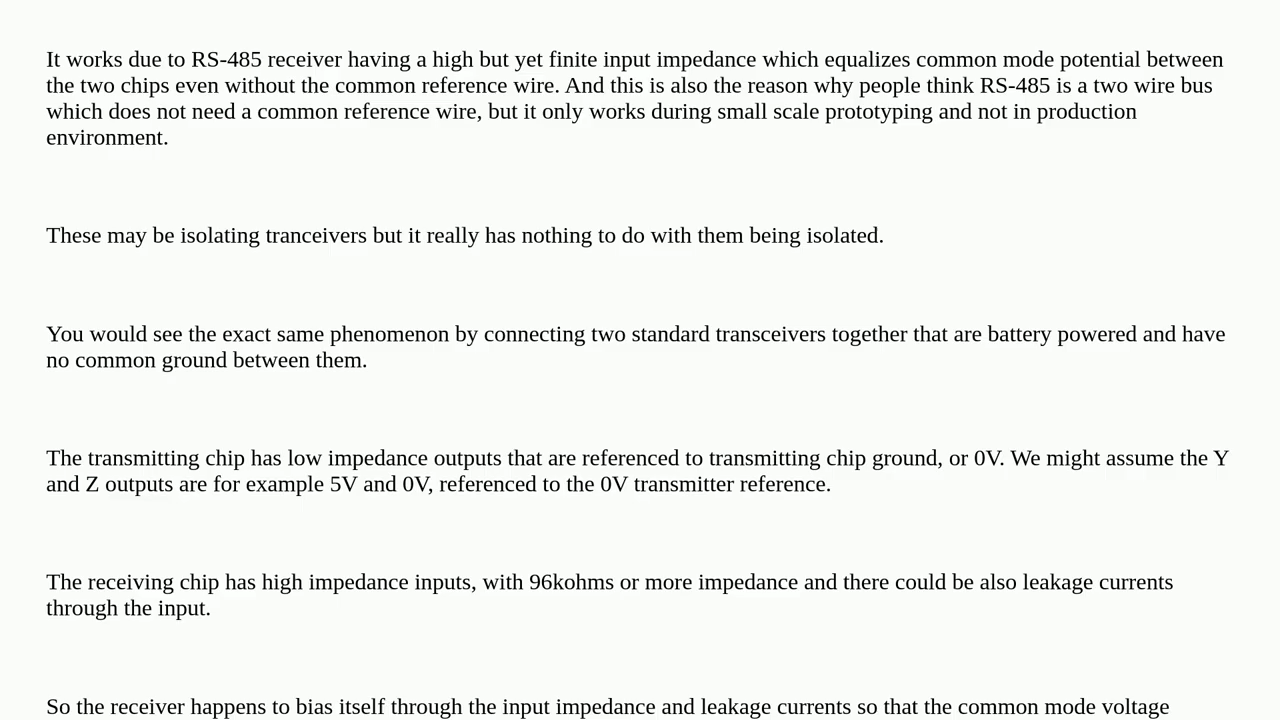 It works due to RS-485 receiver having a high but yet finite input impedance which equalizes common mode potential between
the two chips even without the common reference wire. And this is also the reason why people think RS-485 is a two wire bus
which does not need a common reference wire, but it only works during small scale prototyping and not in production
environment.
These may be isolating tranceivers but it really has nothing to do with them being isolated.
You would see the exact same phenomenon by connecting two standard transceivers together that are battery powered and have
no common ground between them.
The transmitting chip has low impedance outputs that are referenced to transmitting chip ground, or 0V. We might assume the Y
and Z outputs are for example 5V and 0V, referenced to the 0V transmitter reference.
The receiving chip has high impedance inputs, with 96kohms or more impedance and there could be also leakage currents
through the input.
So the receiver happens to bias itself through the input impedance and leakage currents so that the common mode voltage